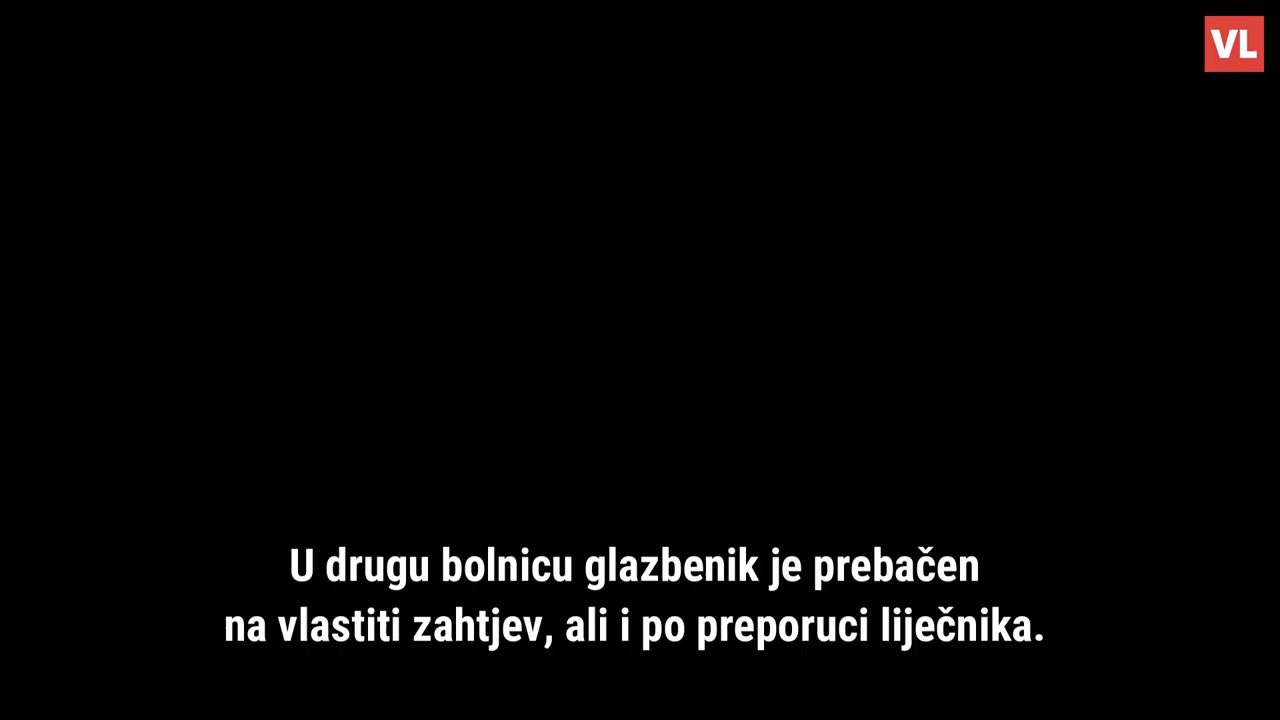 VL
U drugu bolnicu glazbenik je prebačen
na vlastiti zahtjev, ali i po preporuci liječnika.